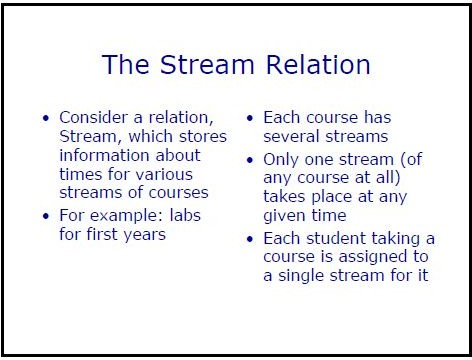 The Stream Relation
• Consider a relation,
Stream, which stores
information about
times for various
streams of courses
• For example: labs
for first years
• Each course has
several streams
• Only one stream (of
any course at all)
takes place at any
given time
• Each student taking a
course is assigned to
a single stream for it